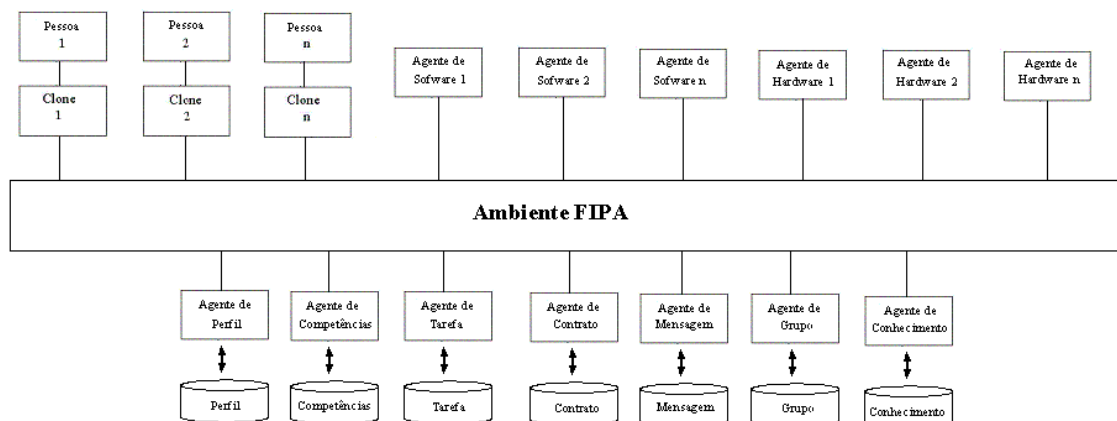 Pessoa
1
Pessoa
2
Pessoa
n
Agente de
Sofware 1
Agente de
Sofware 2
Agente de
Sofware n
Agente de
Hardware 1
Agente de
Hardware 2
Agente de
Hardware n
Clone
1
Clone
2
Clone
n
Ambiente FIPA
Agente de
Perfil
Agente de
Competências
Agente de
Tarefa
Agente de
Contrato
Agente de
Mensagem
Agente de
Grupo
Agente de
Conhecimento
Perfil
Competências
Tarefa
Contrato
Mensagem
Grupo
Conhecimento